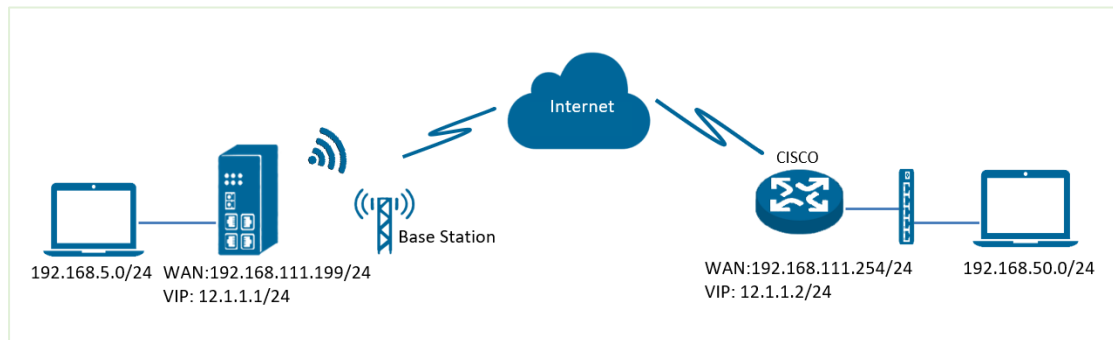 Internet
CISCO
Base Station
192.168.5.0/24
WAN:192.168.111.199/24
VIP: 12.1.1.1/24
WAN:192.168.111.254/24
VIP: 12.1.1.2/24
192.168.50.0/24